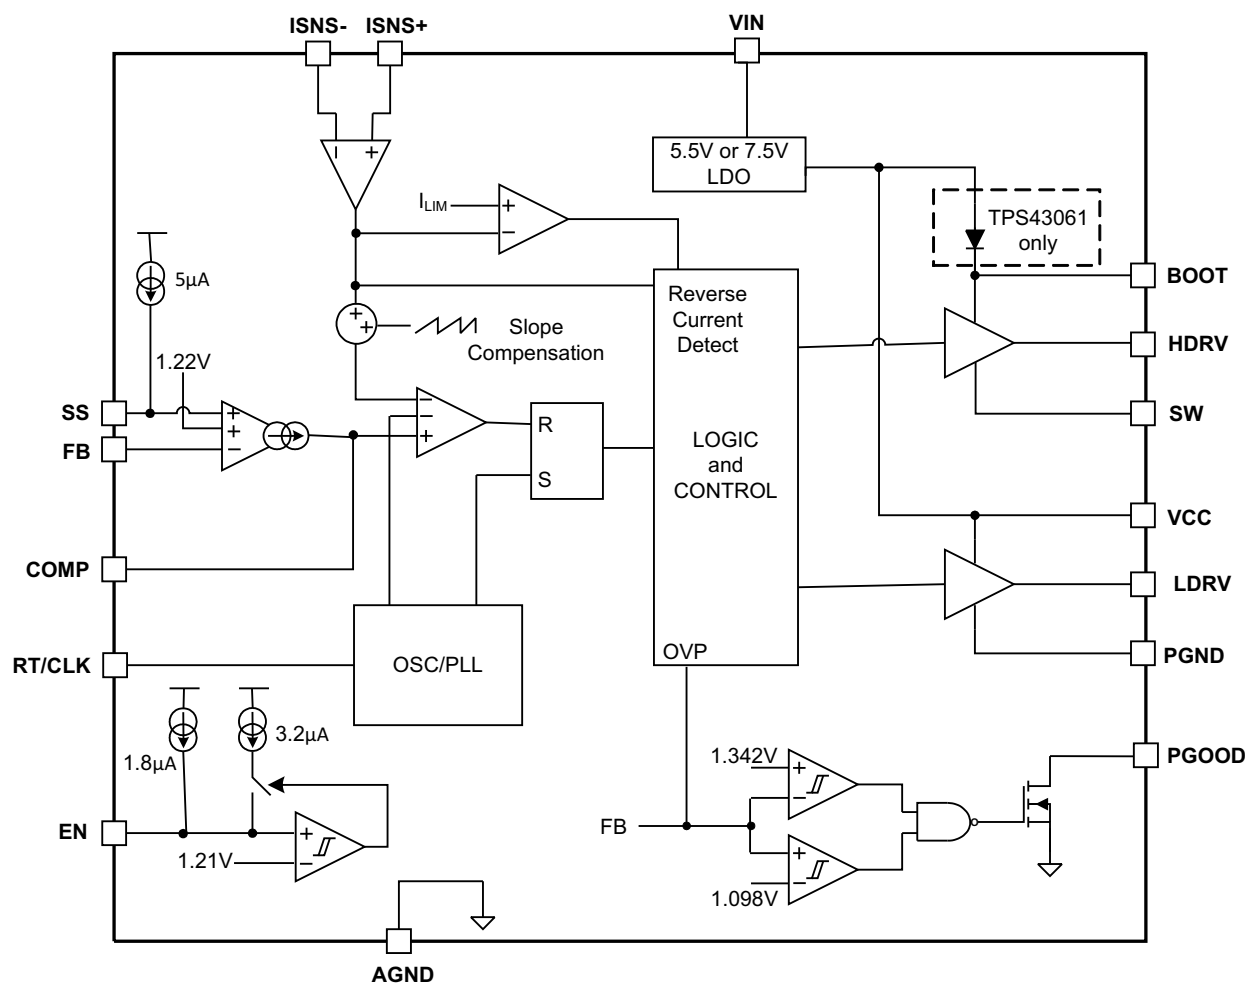 ISNS- ISNS+
VIN
5.5V or 7.5V
LDO
− +
I_LIM
+
−
TPS43061
only
BOOT
5µA
+
+
Slope
Compensation
Reverse
Current
Detect
HDRV
1.22V
SS
FB
+
+
−
−
−
+
R
S
LOGIC
and
CONTROL
SW
VCC
COMP
LDRV
RT/CLK
OSC/PLL
OVP
PGND
3.2µA
1.8µA
1.342V
+
−
PGOOD
EN
+
−
1.21V
FB
+
−
1.098V
AGND